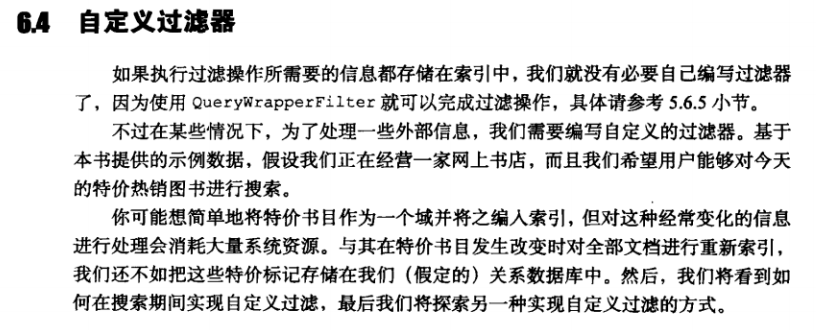 6.4 自定义过滤器
如果执行过滤操作所需要的信息都存储在索引中，我们就没有必要自己编写过滤器
了，因为使用 QueryWrapperFilter 就可以完成过滤操作，具体请参考 5.6.5 小节。
不过在某些情况下，为了处理一些外部信息，我们需要编写自定义的过滤器。基于
本书提供的示例数据，假设我们正在经营一家网上书店，而且我们希望用户能够对今天
的特价热销图书进行搜索。
你可能想简单地将特价书目作为一个域并将之编入索引，但对这种经常变化的信息
进行处理会消耗大量系统资源。与其在特价书目发生改变时对全部文档进行重新索引，
我们还不如把这些特价标记存储在我们（假定的）关系数据库中。然后，我们将看到如
何在搜索期间实现自定义过滤，最后我们将探索另一种实现自定义过滤的方式。